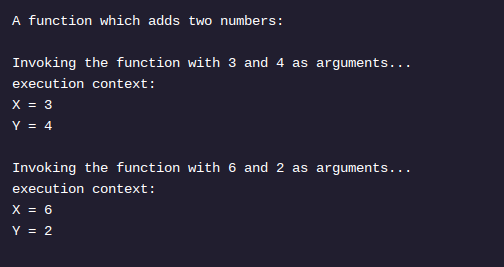 A function which adds two numbers:
Invoking the function with 3 and 4 as arguments...
execution context:
X = 3
Y = 4
Invoking the function with 6 and 2 as arguments...
execution context:
X = 6
Y = 2